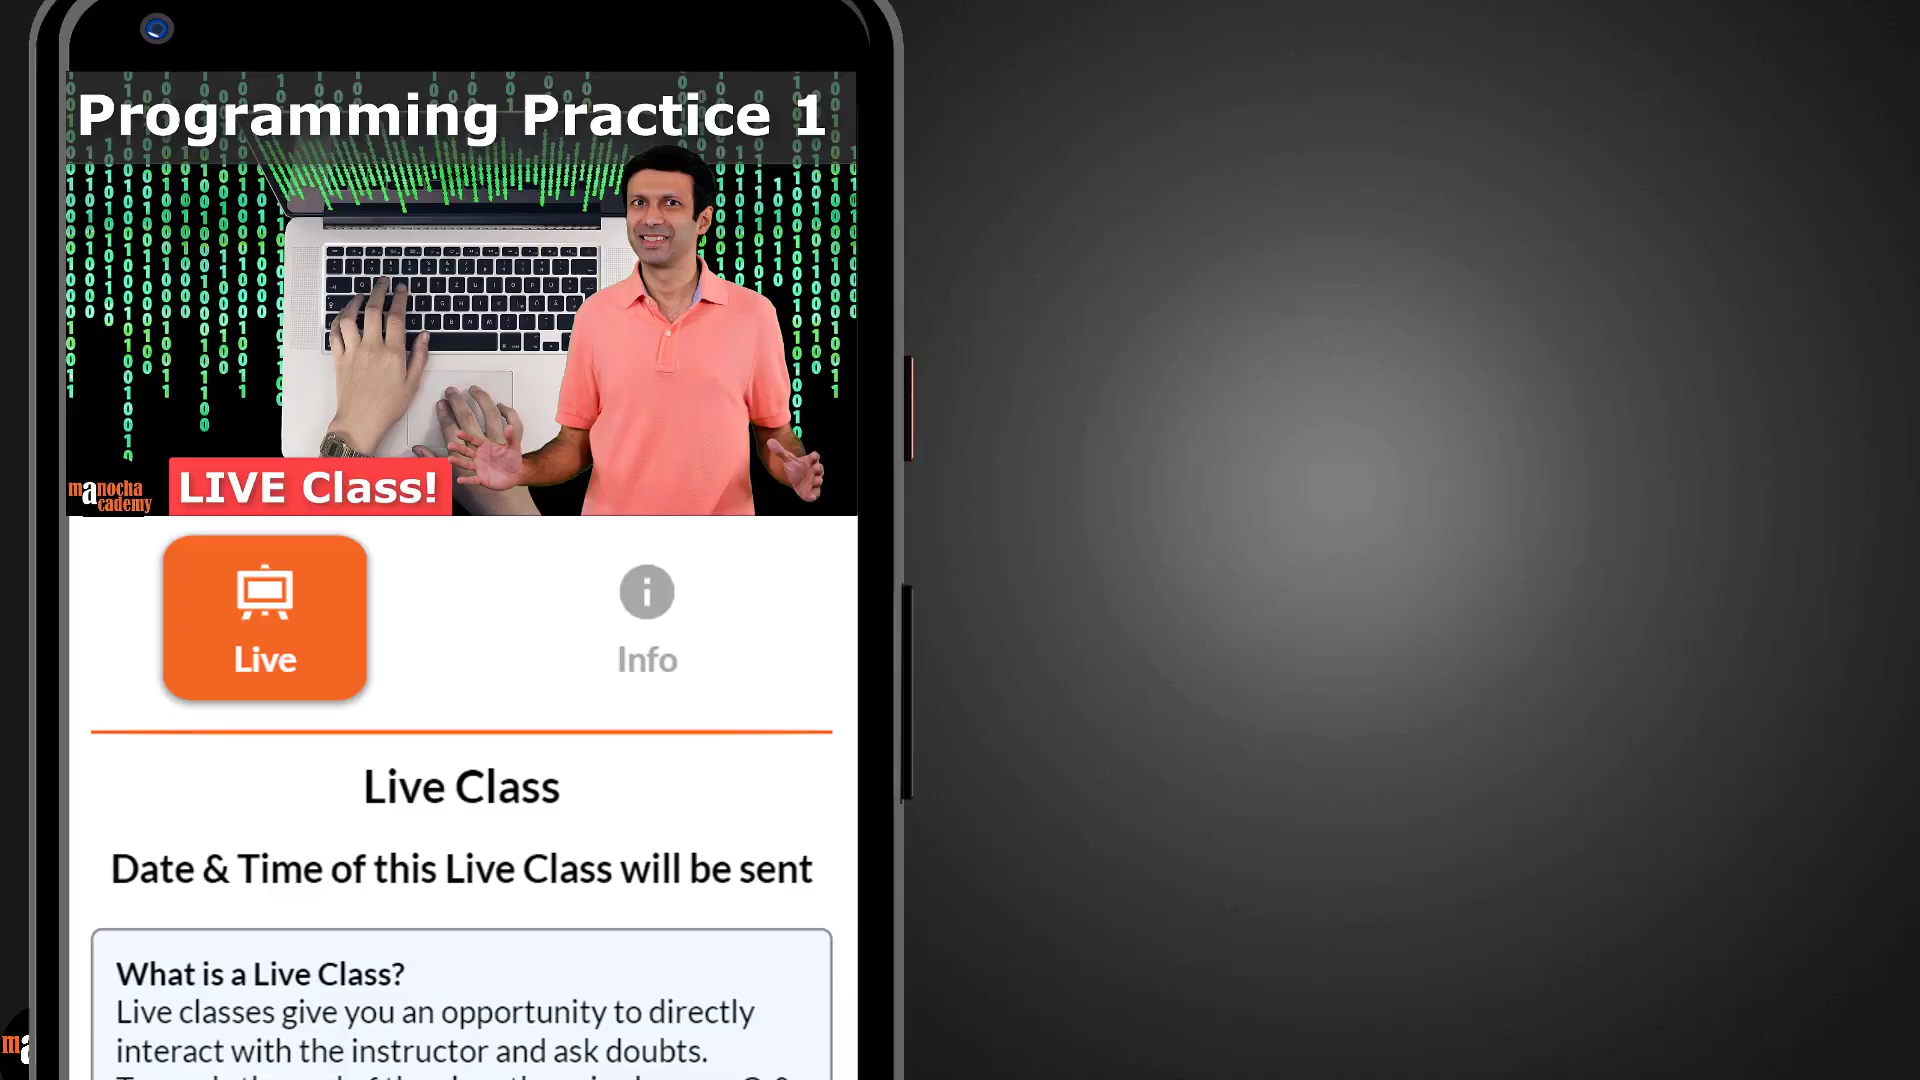 Programming Practice 1
manocha
academy
LIVE Class!
Live
Info
Live Class
Date & Time of this Live Class will be sent
What is a Live Class?
Live classes give you an opportunity to directly
interact with the instructor and ask doubts.
ma